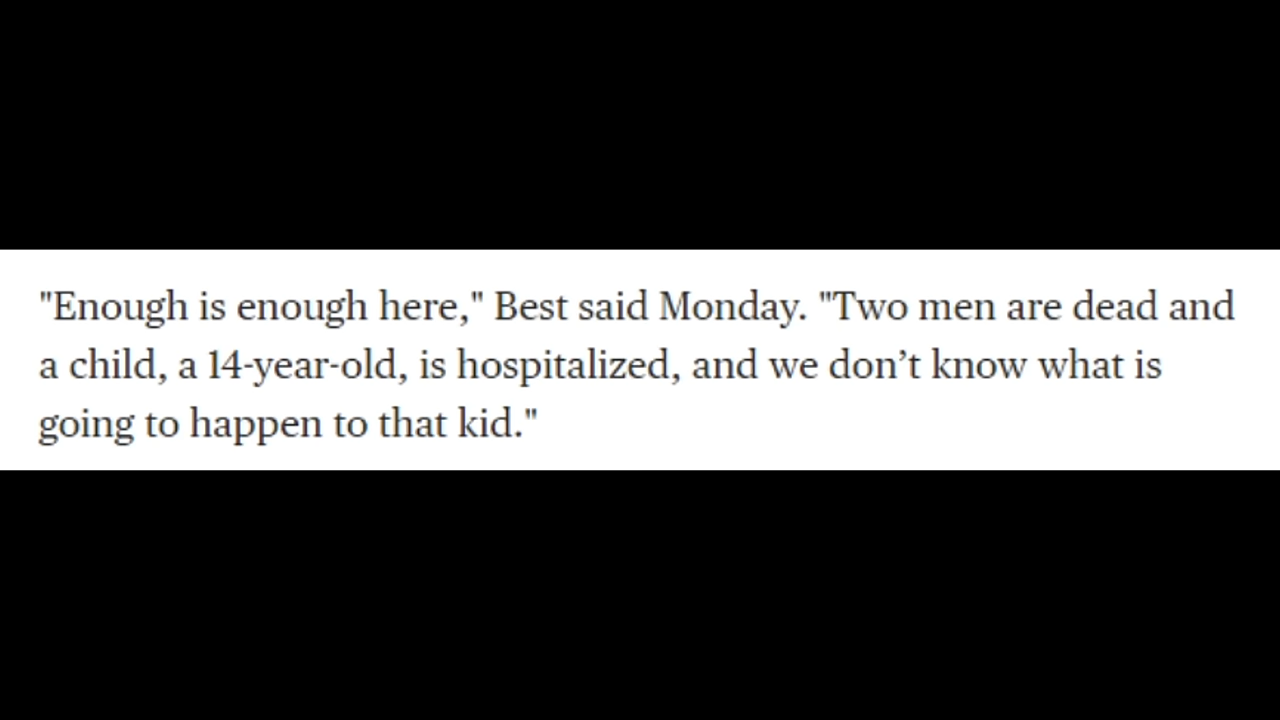 "Enough is enough here," Best said Monday. "Two men are dead and
a child, a 14-year-old, is hospitalized, and we don’t know what is
going to happen to that kid."